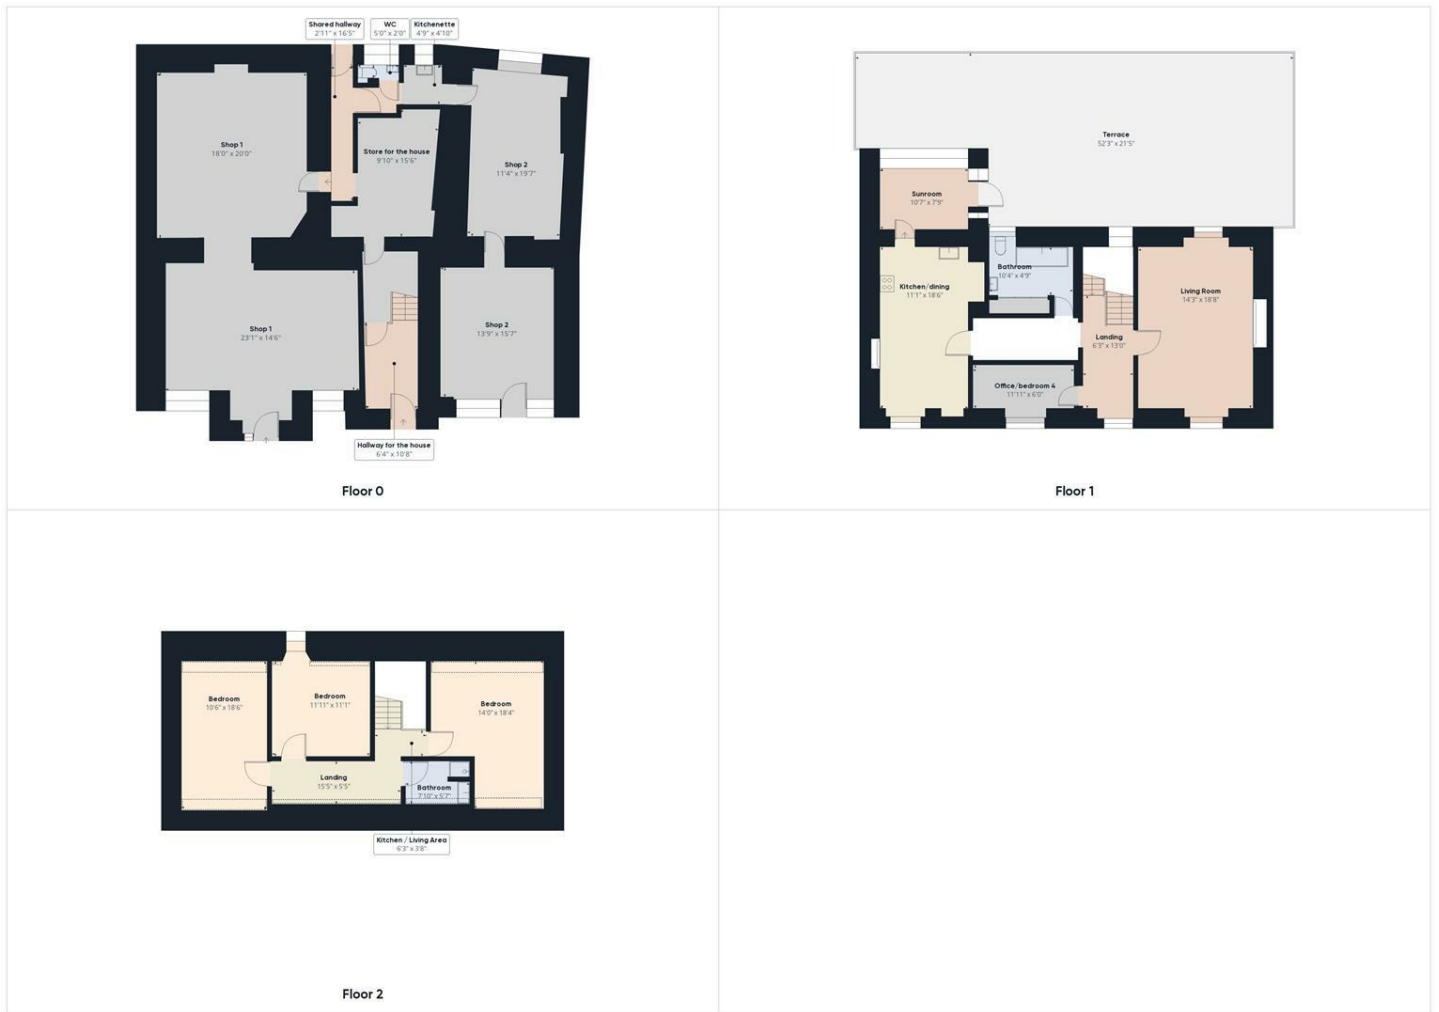 Shared hallway
2'11" x 16'5"
WC
5'0" x 2'0"
Kitchenette
4'9" x 4'10"
Shop 1
18'0" x 20'0"
Store for the house
9'10" x 15'6"
Shop 2
11'4" x 19'7"
Shop 1
23'1" x 14'6"
Shop 2
13'9" x 15'7"
Hallway for the house
6'4" x 10'8"
Floor 0
Terrace
52'3" x 21'5"
Sunroom
10'7" x 7'9"
Bathroom
10'4" x 4'9"
Kitchen/dining
11'1" x 18'6"
Living Room
14'3" x 18'8"
Landing
6'3" x 13'0"
Office/bedroom 4
11'11" x 6'0"
Floor 1
Bedroom
10'6" x 18'6"
Bedroom
11'11" x 11'1"
Bedroom
14'0" x 18'4"
Landing
15'5" x 5'5"
Bathroom
7'10" x 5'7"
Kitchen / Living Area
6'3" x 3'8"
Floor 2